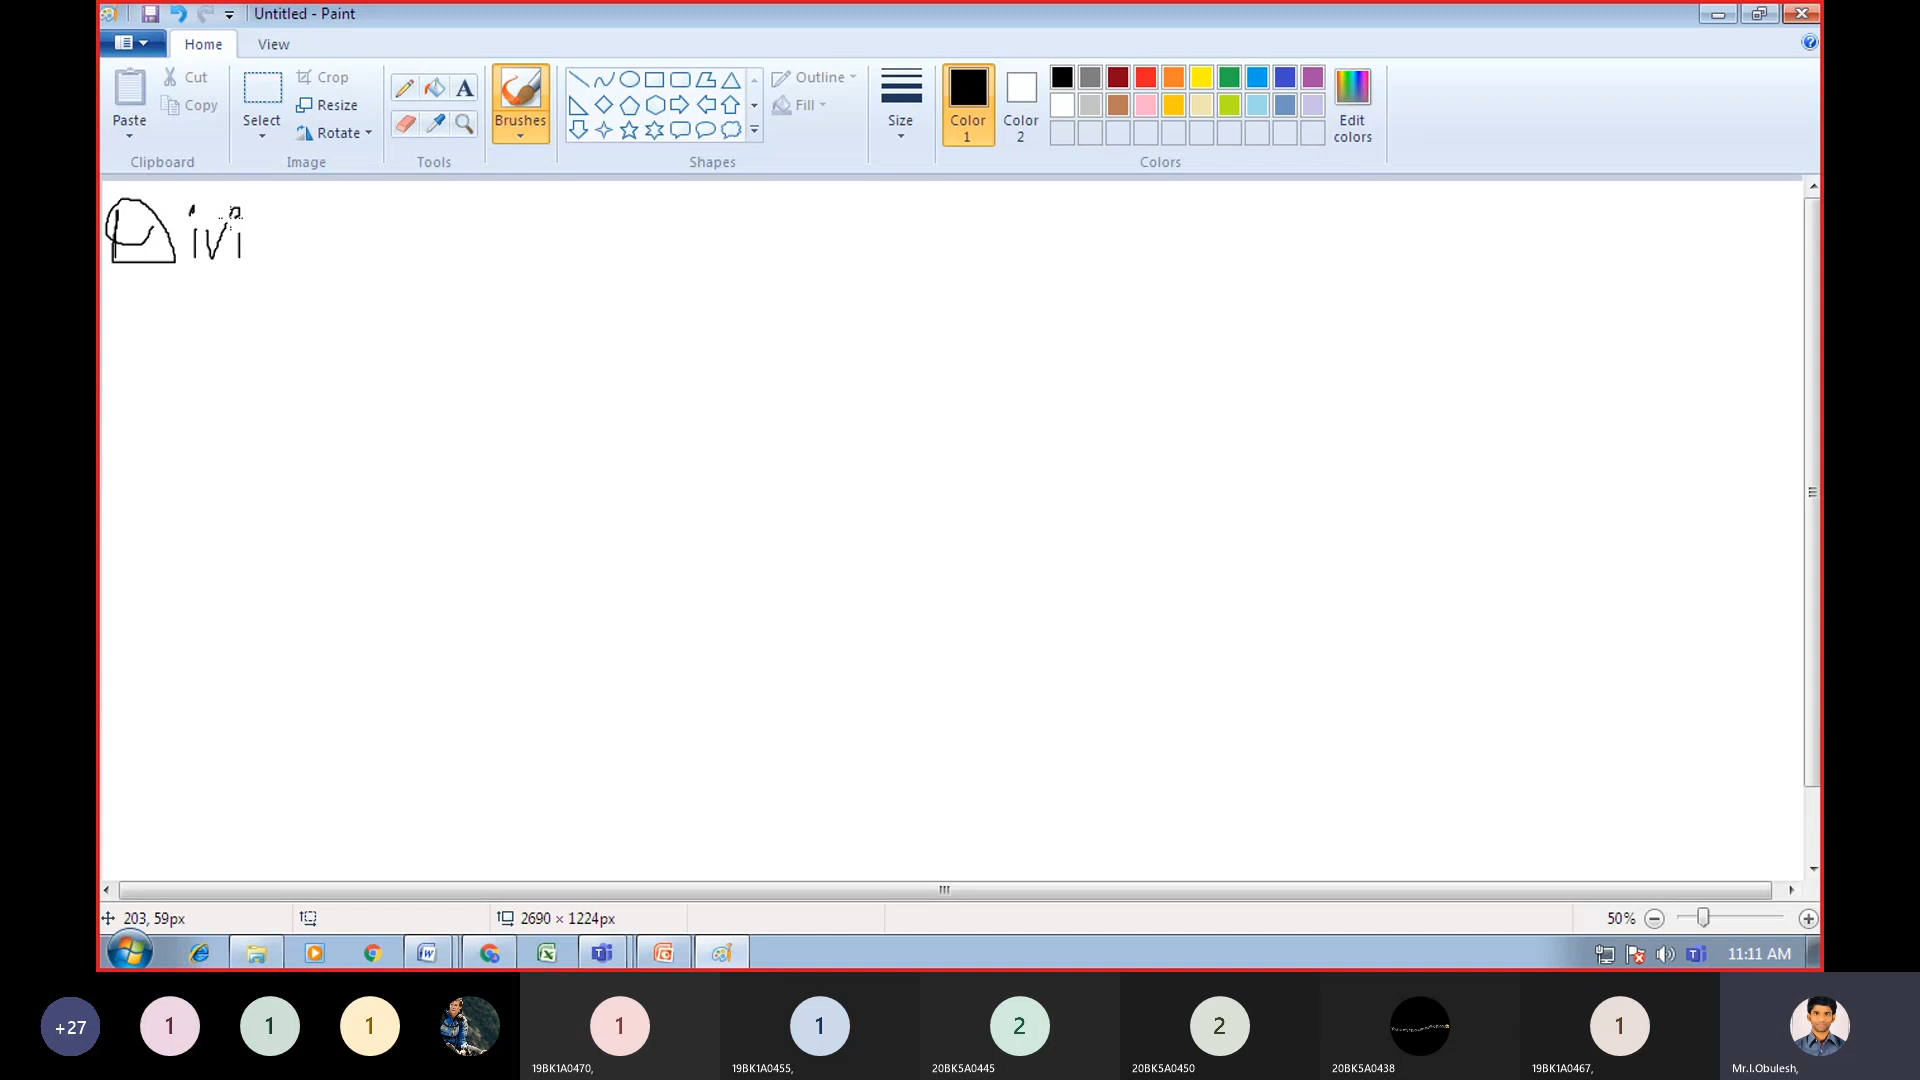 Untitled - Paint
Home View
Cut
Copy
Paste
Clipboard
Select
Crop
Resize
Rotate
Image
A
Tools
Brushes
Shapes
Outline
Fill
Size
Color 1
Color 2
Edit colors
Colors
Divi
203, 59px
2690 × 1224px
50%
11:11 AM
+27
1
1
1
1
1
2
2
1
19BK1A0470,
19BK1A0455,
20BK5A0445
20BK5A0450
20BK5A0438
19BK1A0467,
Mr.I.Obulesh,